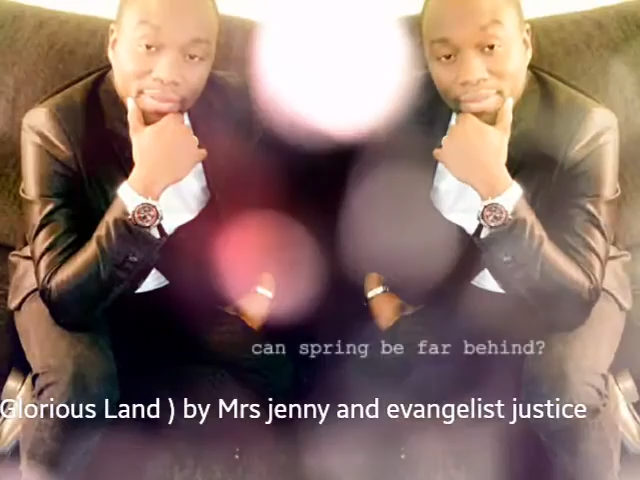 can spring be far behind?
Glorious Land ) by Mrs jenny and evangelist justice